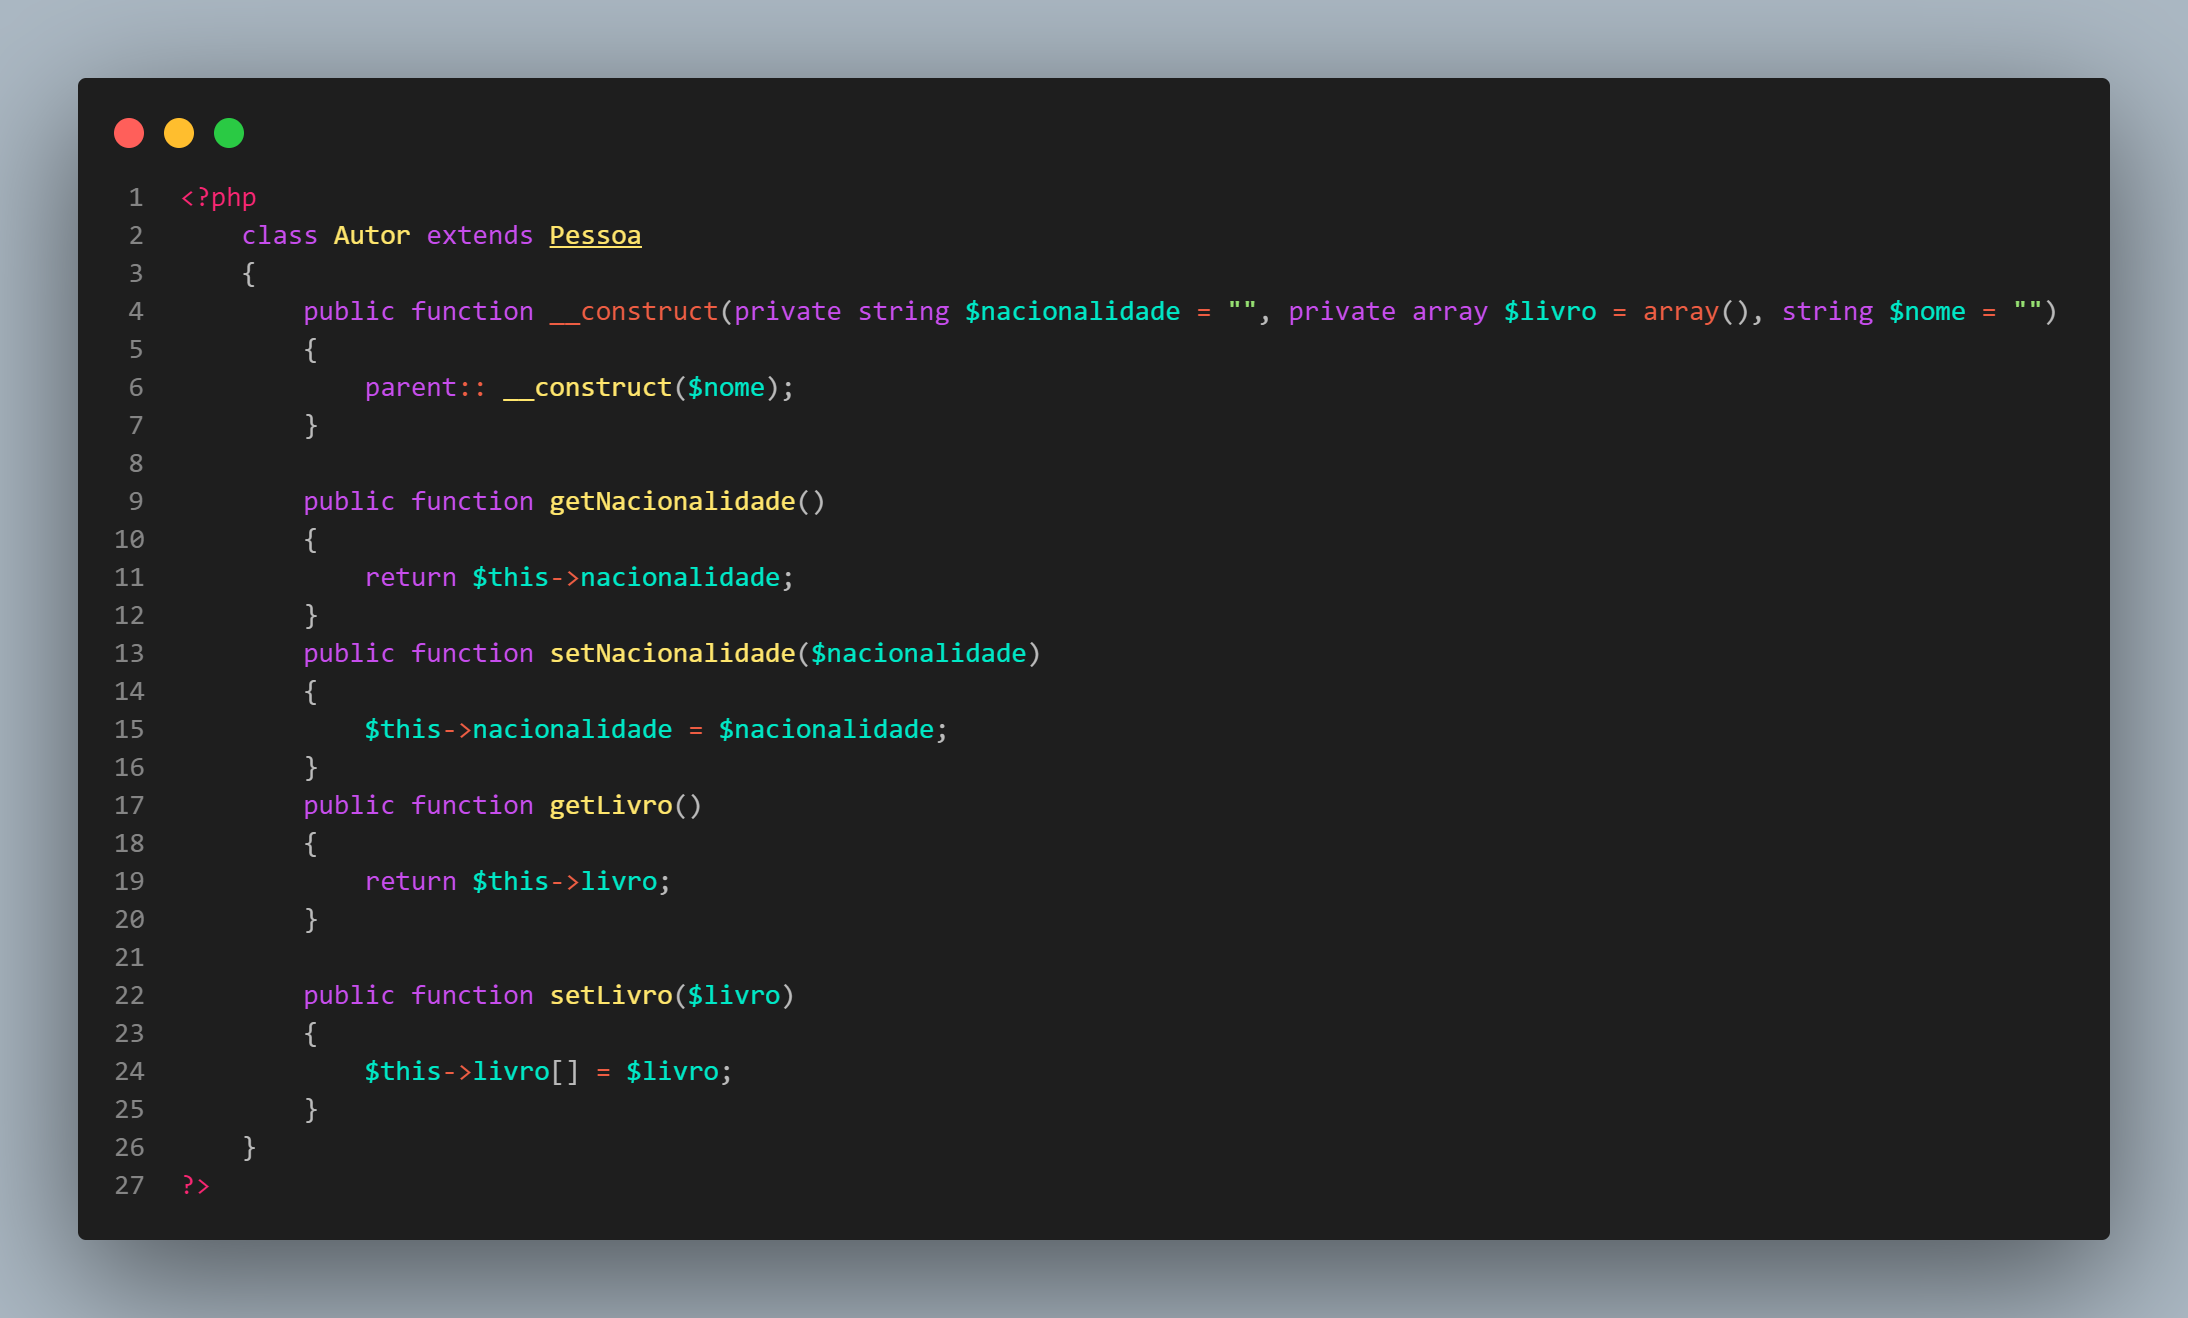 1 <?php
2 class Autor extends Pessoa
3 {
4 public function __construct(private string $nacionalidade = "", private array $livro = array(), string $nome = "")
5 {
6 parent:: __construct($nome);
7 }
8
9 public function getNacionalidade()
10 {
11 return $this->nacionalidade;
12 }
13 public function setNacionalidade($nacionalidade)
14 {
15 $this->nacionalidade = $nacionalidade;
16 }
17 public function getLivro()
18 {
19 return $this->livro;
20 }
21
22 public function setLivro($livro)
23 {
24 $this->livro[] = $livro;
25 }
26 }
27 ?>